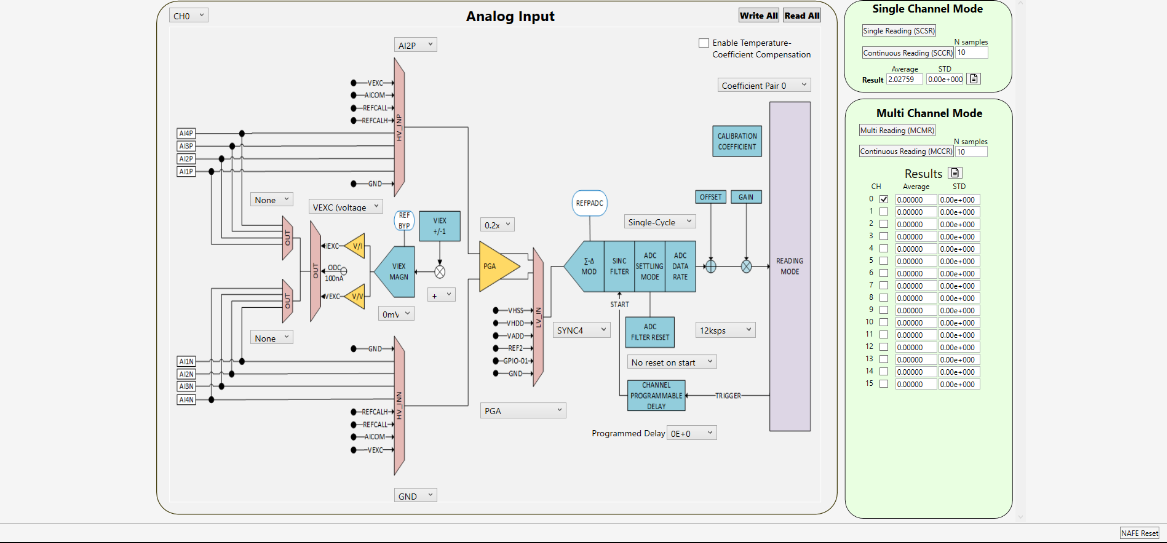 CH0
Analog Input
Write All Read All
AI2P
Enable Temperature-
Coefficient Compensation
Coefficient Pair 0
VEXC
AICOM
REFCALL
REFCALH
HV_INP
GND
AI4P
AI3P
AI2P
AI1P
CALIBRATION
COEFFICIENT
None
VEXC (voltage
REF
BYP
VIEX
+/-1
0.2x
REFPADC
Single-Cycle
OFFSET
GAIN
OUT
OUT
OUT
IEXC
V/I
ODC
100nA
VEXC
V/V
VIEX
MAGN
PGA
LV_IN
Σ-Δ
MOD
SINC
FILTER
ADC
SETTLING
MODE
ADC
DATA
RATE
READING
MODE
+
0mV
START
VHSS
VHDD
VADD
REF2
GPIO-01
GND
SYNC4
ADC
FILTER RESET
12ksps
None
No reset on start
GND
AI1N
AI2N
AI3N
AI4N
HV_INN
REFCALH
REFCALL
AICOM
VEXC
CHANNEL
PROGRAMMABLE
DELAY
TRIGGER
PGA
Programmed Delay 0E+0
GND
Single Channel Mode
Single Reading (SCSR)
N samples
Continuous Reading (SCCR) 10
Average STD
Result 2.02759 0.00e+000
Multi Channel Mode
Multi Reading (MCMR)
N samples
Continuous Reading (MCCR) 10
Results
CH Average STD
0 0.00000 0.00e+000
1 0.00000 0.00e+000
2 0.00000 0.00e+000
3 0.00000 0.00e+000
4 0.00000 0.00e+000
5 0.00000 0.00e+000
6 0.00000 0.00e+000
7 0.00000 0.00e+000
8 0.00000 0.00e+000
9 0.00000 0.00e+000
10 0.00000 0.00e+000
11 0.00000 0.00e+000
12 0.00000 0.00e+000
13 0.00000 0.00e+000
14 0.00000 0.00e+000
15 0.00000 0.00e+000
NAFE Reset